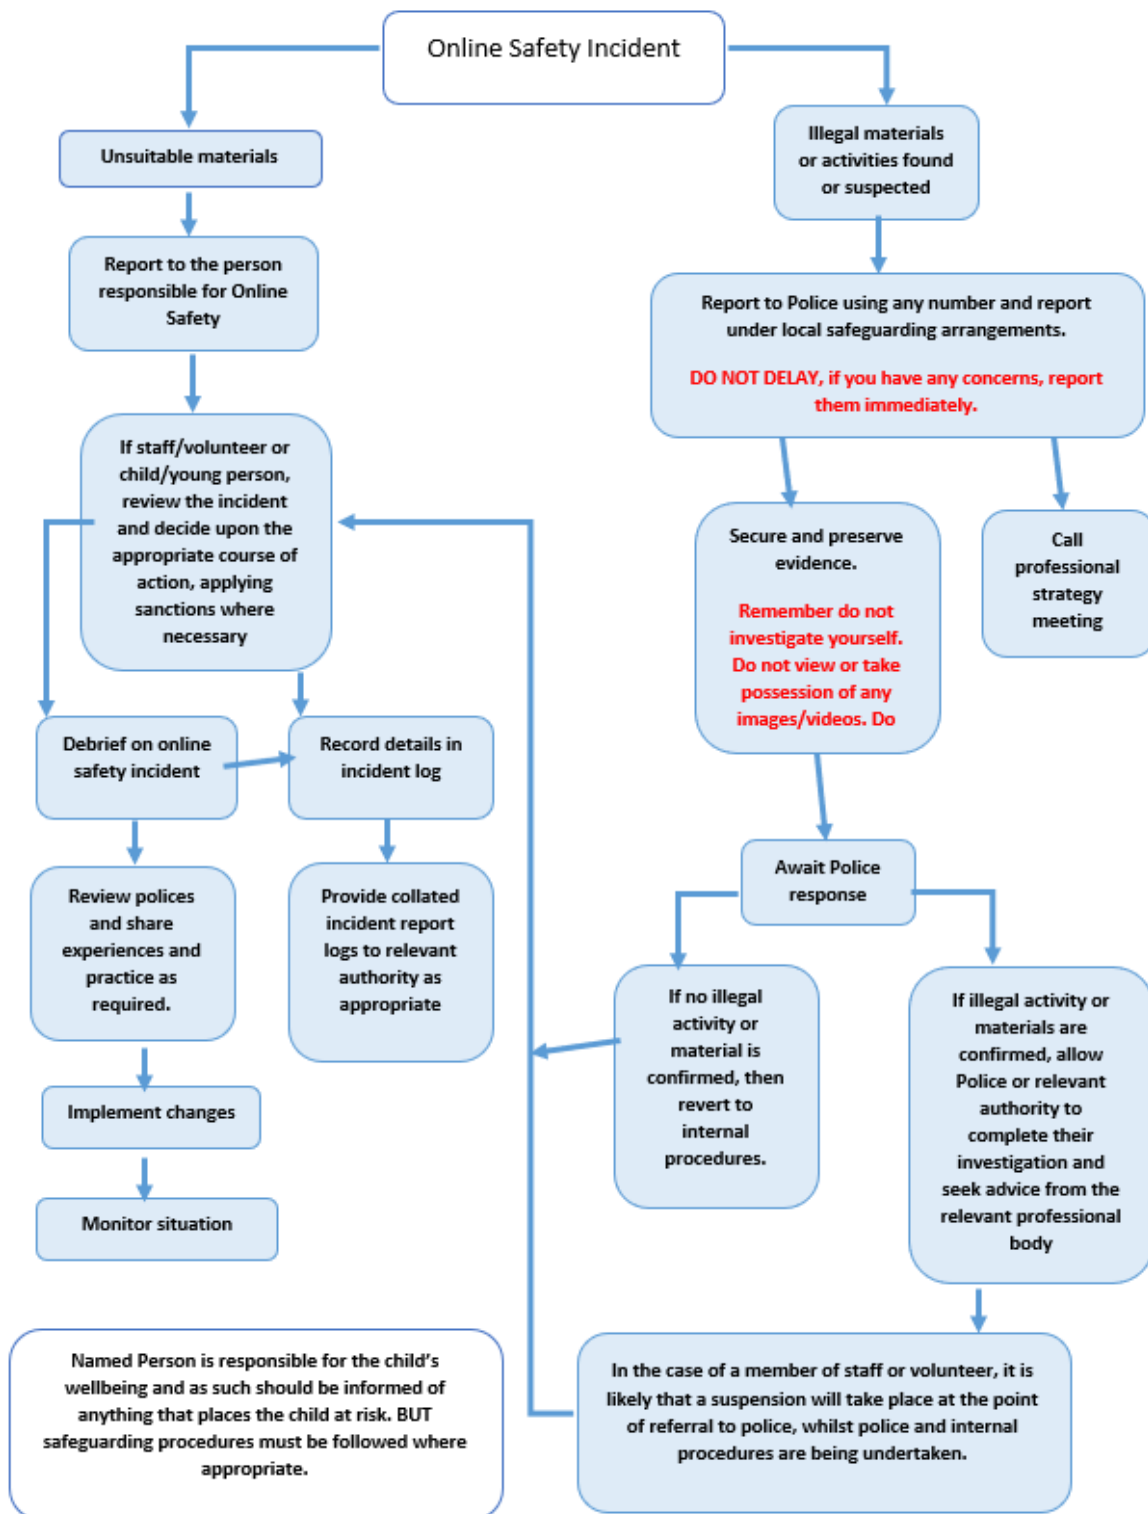 Online Safety Incident
Unsuitable materials
Illegal materials
or activities found
or suspected
Report to the person
responsible for Online
Safety
Report to Police using any number and report
under local safeguarding arrangements.
DO NOT DELAY, if you have any concerns, report
them immediately.
If staff/volunteer or
child/young person,
review the incident
and decide upon the
appropriate course of
action, applying
sanctions where
necessary
Secure and preserve
evidence.
Remember do not
investigate yourself.
Do not view or take
possession of any
images/videos. Do
Call
professional
strategy
meeting
Debrief on online
safety incident
Record details in
incident log
Await Police
response
Review polices
and share
experiences and
practice as
required.
Provide collated
incident report
logs to relevant
authority as
appropriate
If no illegal
activity or
material is
confirmed, then
revert to
internal
procedures.
If illegal activity or
materials are
confirmed, allow
Police or relevant
authority to
complete their
investigation and
seek advice from the
relevant professional
body
Implement changes
Monitor situation
Named Person is responsible for the child's
wellbeing and as such should be informed of
anything that places the child at risk. BUT
safeguarding procedures must be followed where
appropriate.
In the case of a member of staff or volunteer, it is
likely that a suspension will take place at the point
of referral to police, whilst police and internal
procedures are being undertaken.